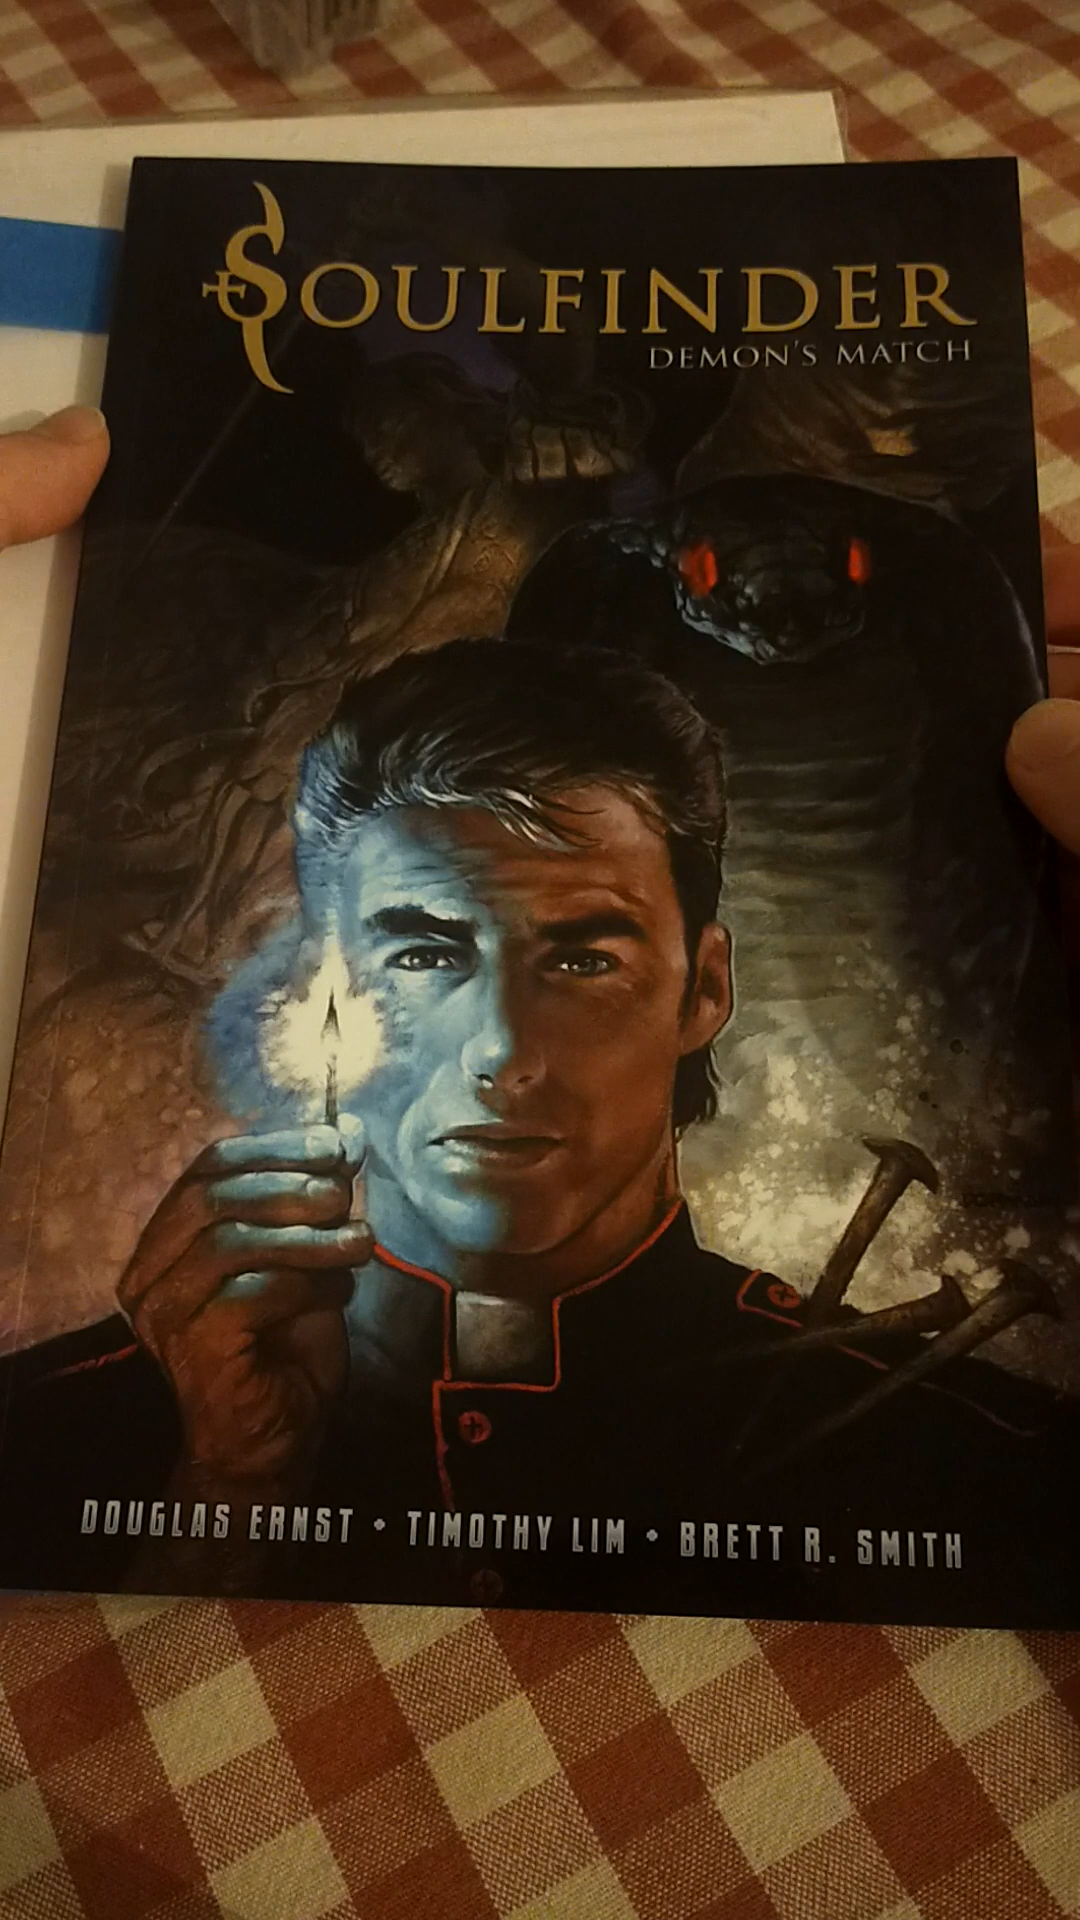 SOULFINDER
DEMON'S MATCH
DOUGLAS ERNST • TIMOTHY LIM • BRETT R. SMITH